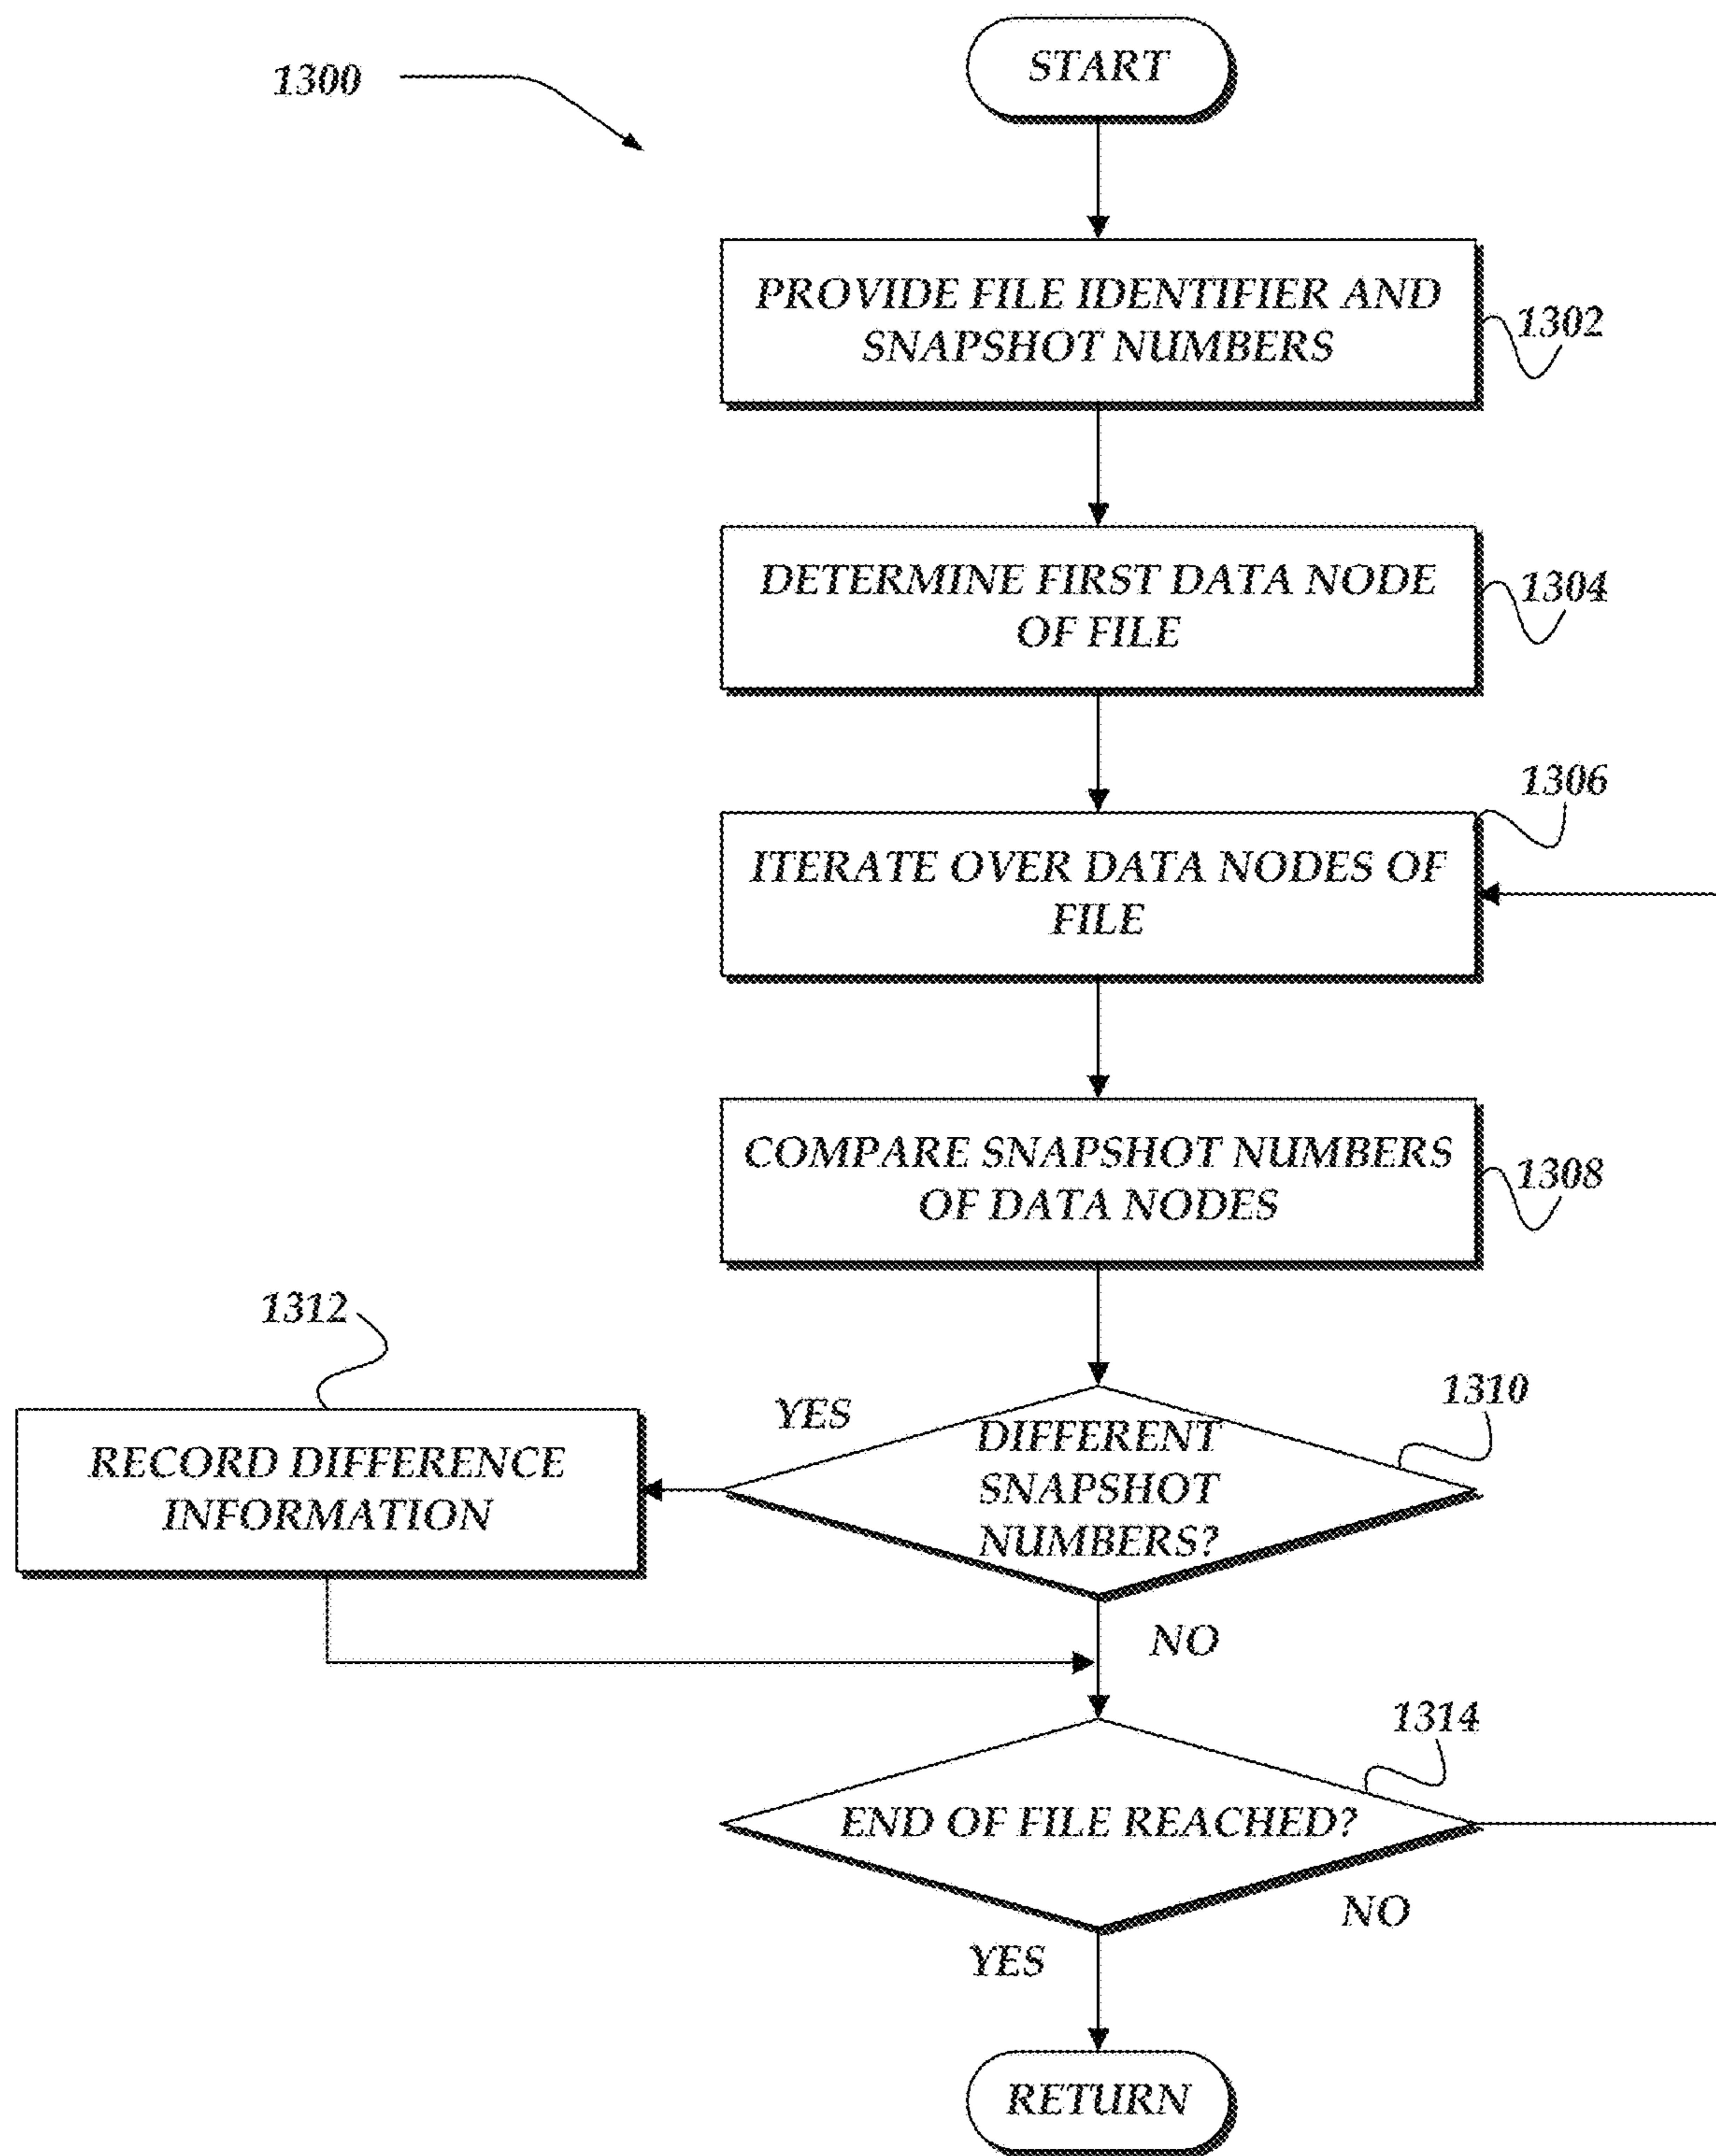 START
1300
PROVIDE FILE IDENTIFIER AND
SNAPSHOT NUMBERS
1302
DETERMINE FIRST DATA NODE
OF FILE
1304
1306
ITERATE OVER DATA NODES OF
FILE
COMPARE SNAPSHOT NUMBERS
OF DATA NODES
1308
1312
1310
YES
DIFFERENT
SNAPSHOT
NUMBERS?
RECORD DIFFERENCE
INFORMATION
NO
1314
END OF FILE REACHED?
NO
YES
RETURN